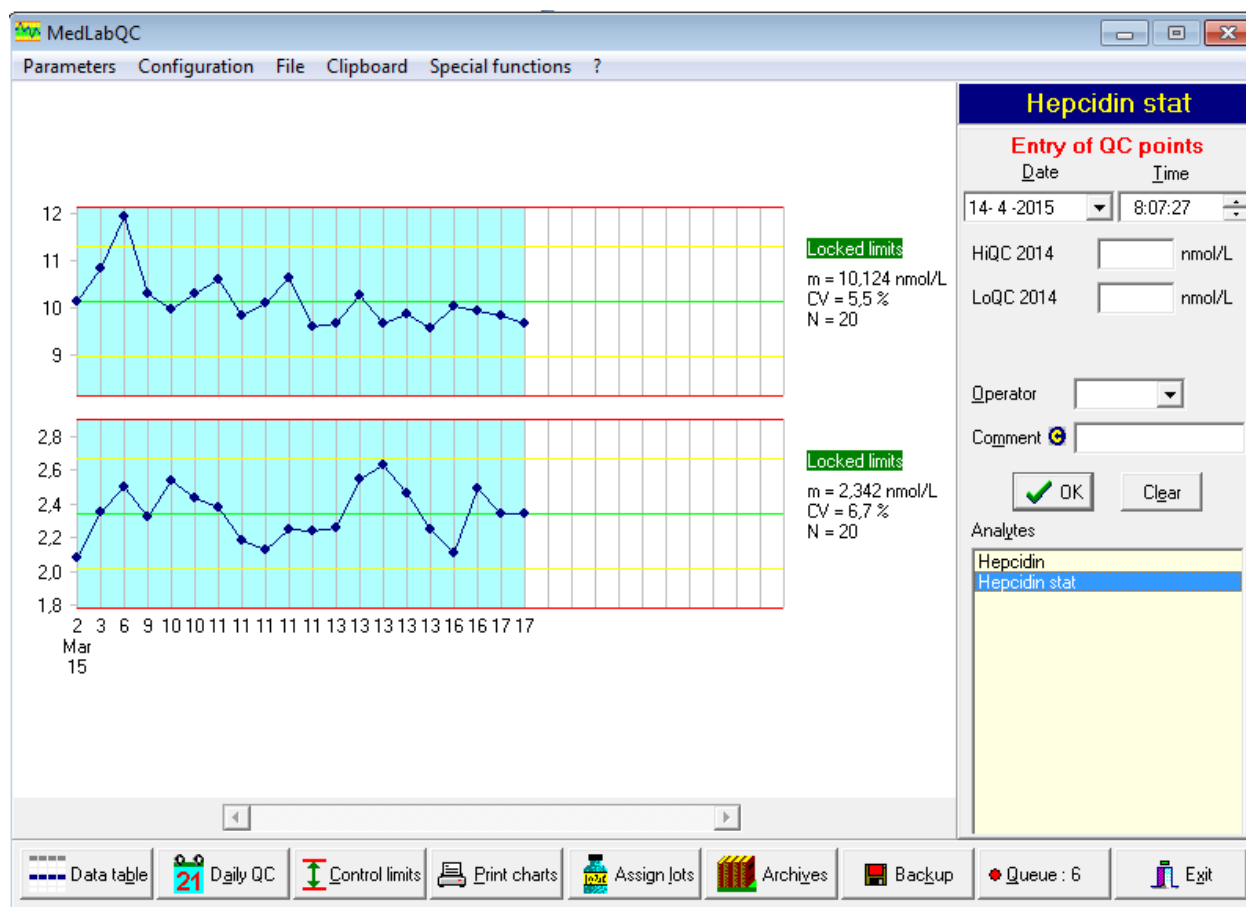 MedLabQC
Parameters Configuration File Clipboard Special functions ?
Hepcidin stat
Entry of QC points
Date Time
14- 4 -2015 8:07:27
HiQC 2014 nmol/L
LoQC 2014 nmol/L
Operator
Comment C
OK Clear
Analytes
Hepcidin
Hepcidin stat
12
11
10
9
Locked limits
m = 10,124 nmol/L
CV = 5,5 %
N = 20
2,8
2,6
2,4
2,2
2,0
1,8
Locked limits
m = 2,342 nmol/L
CV = 6,7 %
N = 20
2 3 6 9 10 10 11 11 11 11 11 13 13 13 13 13 16 16 17 17
Mar
15
Data table 21 Daily QC Control limits Print charts Assign lots Archives Backup Queue : 6 Exit